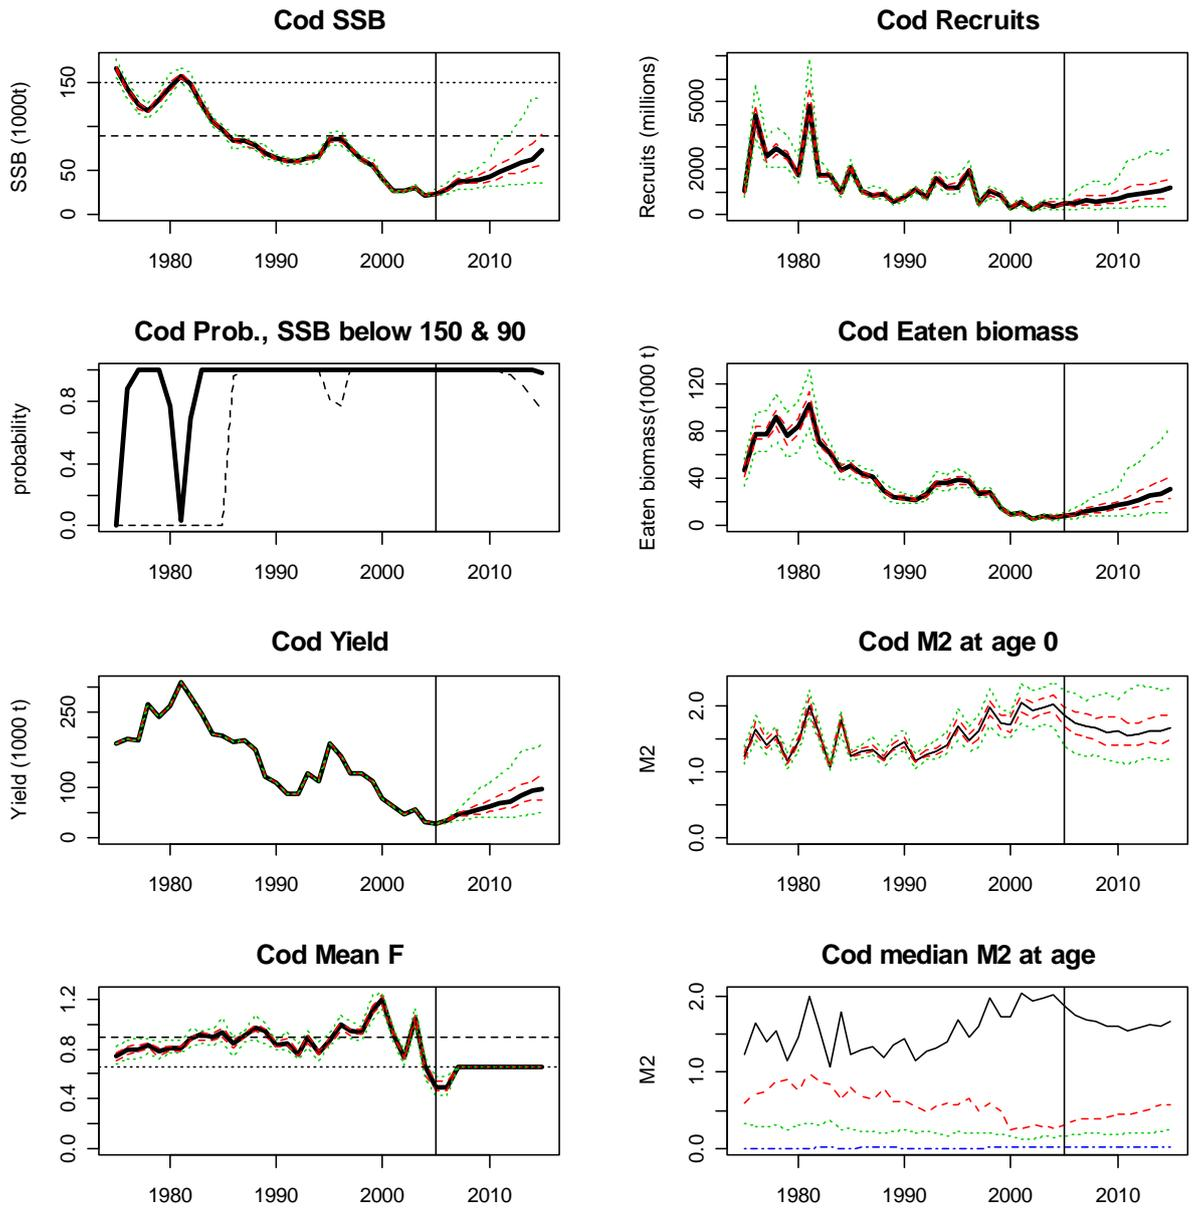 Cod SSB
SSB (1000t)
150
50
0
1980 1990 2000 2010
Cod Recruits
Recruits (millions)
5000
2000
0
1980 1990 2000 2010
Cod Prob., SSB below 150 & 90
probability
0.8
0.4
0.0
1980 1990 2000 2010
Cod Eaten biomass
Eaten biomass(1000 t)
120
80
40
0
1980 1990 2000 2010
Cod Yield
Yield (1000 t)
250
100
0
1980 1990 2000 2010
Cod M2 at age 0
M2
2.0
1.0
0.0
1980 1990 2000 2010
Cod Mean F
1.2
0.8
0.4
0.0
1980 1990 2000 2010
Cod median M2 at age
M2
2.0
1.0
0.0
1980 1990 2000 2010